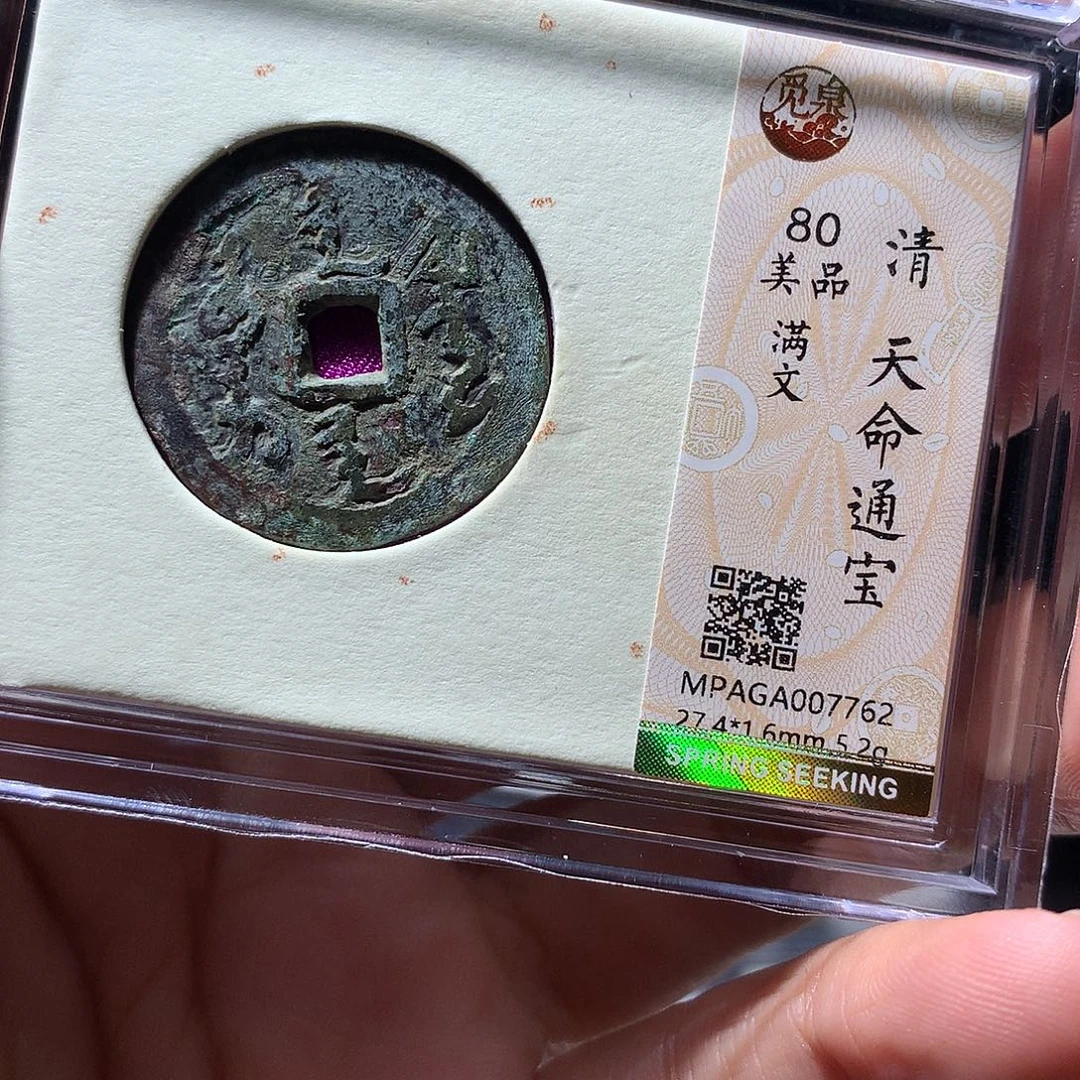 觅泉
清 天命通宝
80
美品
满文
MPAGA007762
27.4*1.6mm 5.2g
SPRING SEEKING